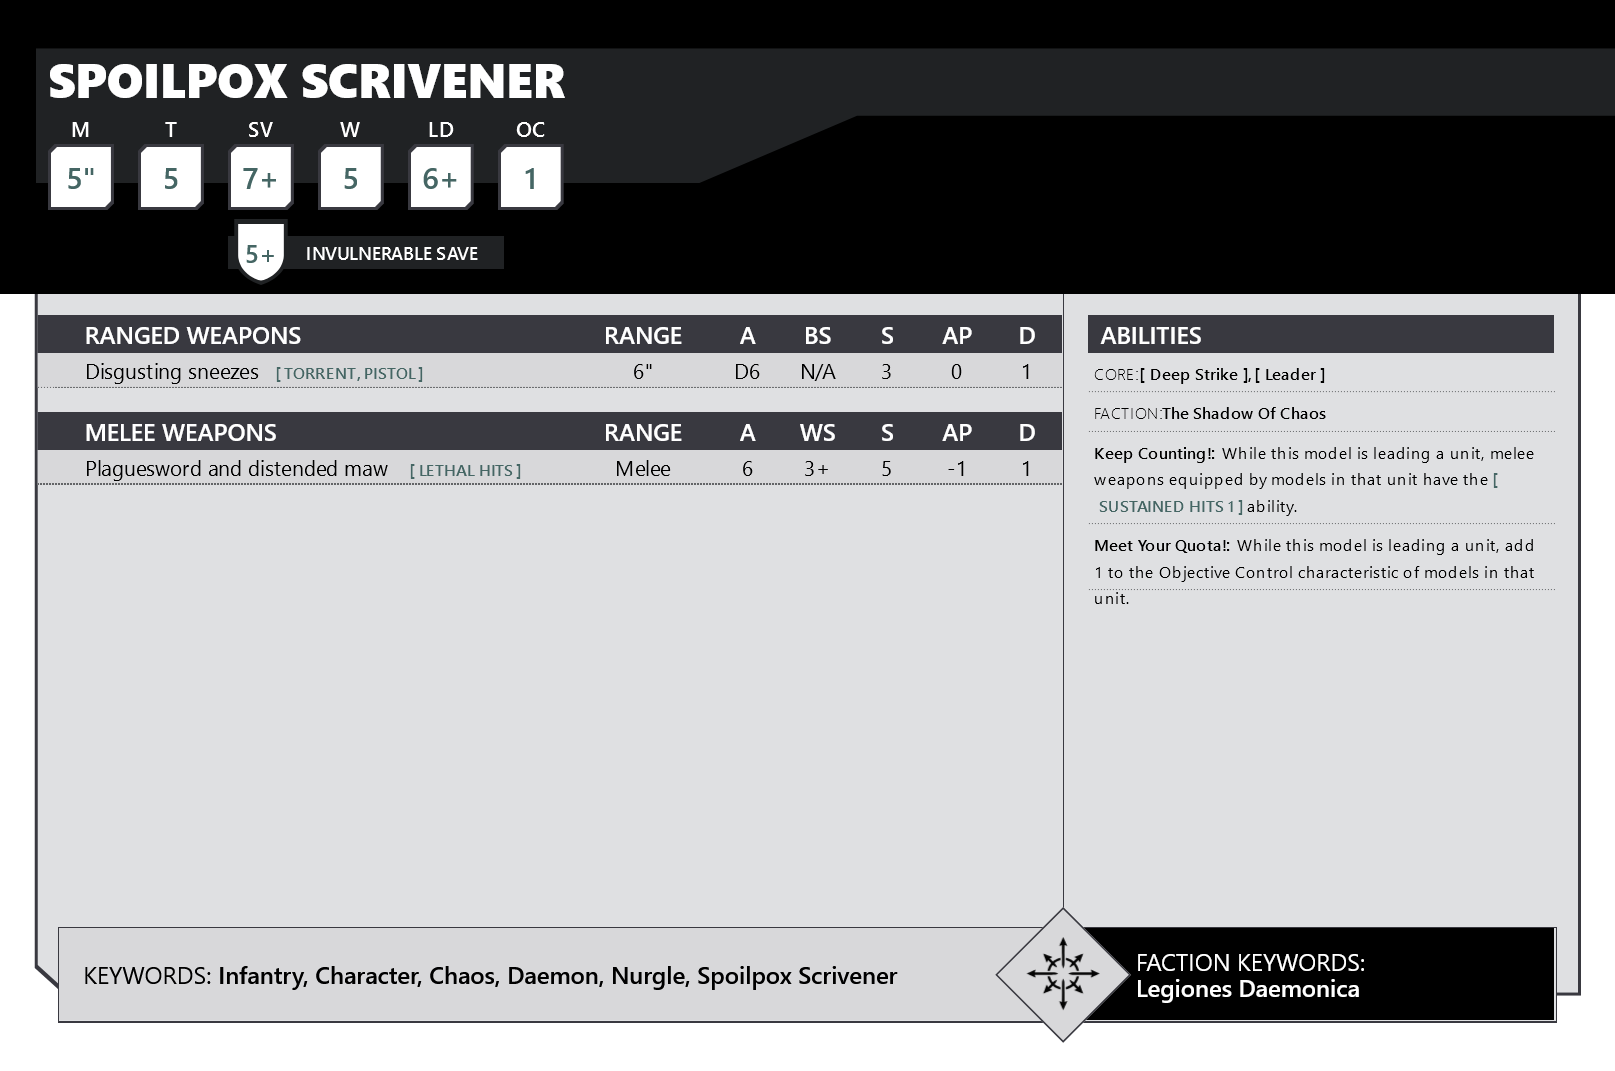 SPOILPOX SCRIVENER
M T SV W LD OC
5" 5 7+ 5 6+ 1
5+ INVULNERABLE SAVE
RANGED WEAPONS RANGE A BS S AP D
Disgusting sneezes [ TORRENT, PISTOL ] 6" D6 N/A 3 0 1
MELEE WEAPONS RANGE A WS S AP D
Plaguesword and distended maw [ LETHAL HITS ] Melee 6 3+ 5 -1 1
ABILITIES
CORE:[ Deep Strike ], [ Leader ]
FACTION:The Shadow Of Chaos
Keep Counting!: While this model is leading a unit, melee
weapons equipped by models in that unit have the [
SUSTAINED HITS 1 ] ability.
Meet Your Quota!: While this model is leading a unit, add
1 to the Objective Control characteristic of models in that
unit.
KEYWORDS: Infantry, Character, Chaos, Daemon, Nurgle, Spoilpox Scrivener
FACTION KEYWORDS:
Legiones Daemonica